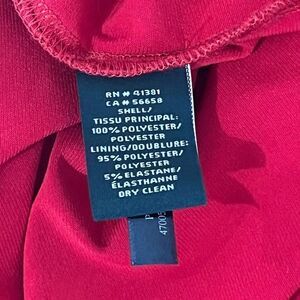 RN # 41381
CA # 56658
SHELL/
TISSU PRINCIPAL:
100% POLYESTER/
POLYESTER
LINING/DOUBLURE:
95% POLYESTER/
POLYESTER
5% ELASTANE/
ÉLASTHANNE
DRY CLEAN